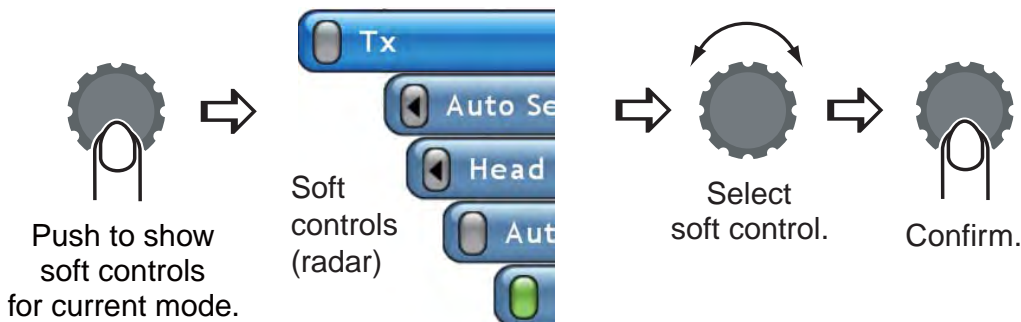 Push to show
soft controls
for current mode.
Soft
controls
(radar)
Tx
Auto Se
Head
Aut
Select
soft control.
Confirm.